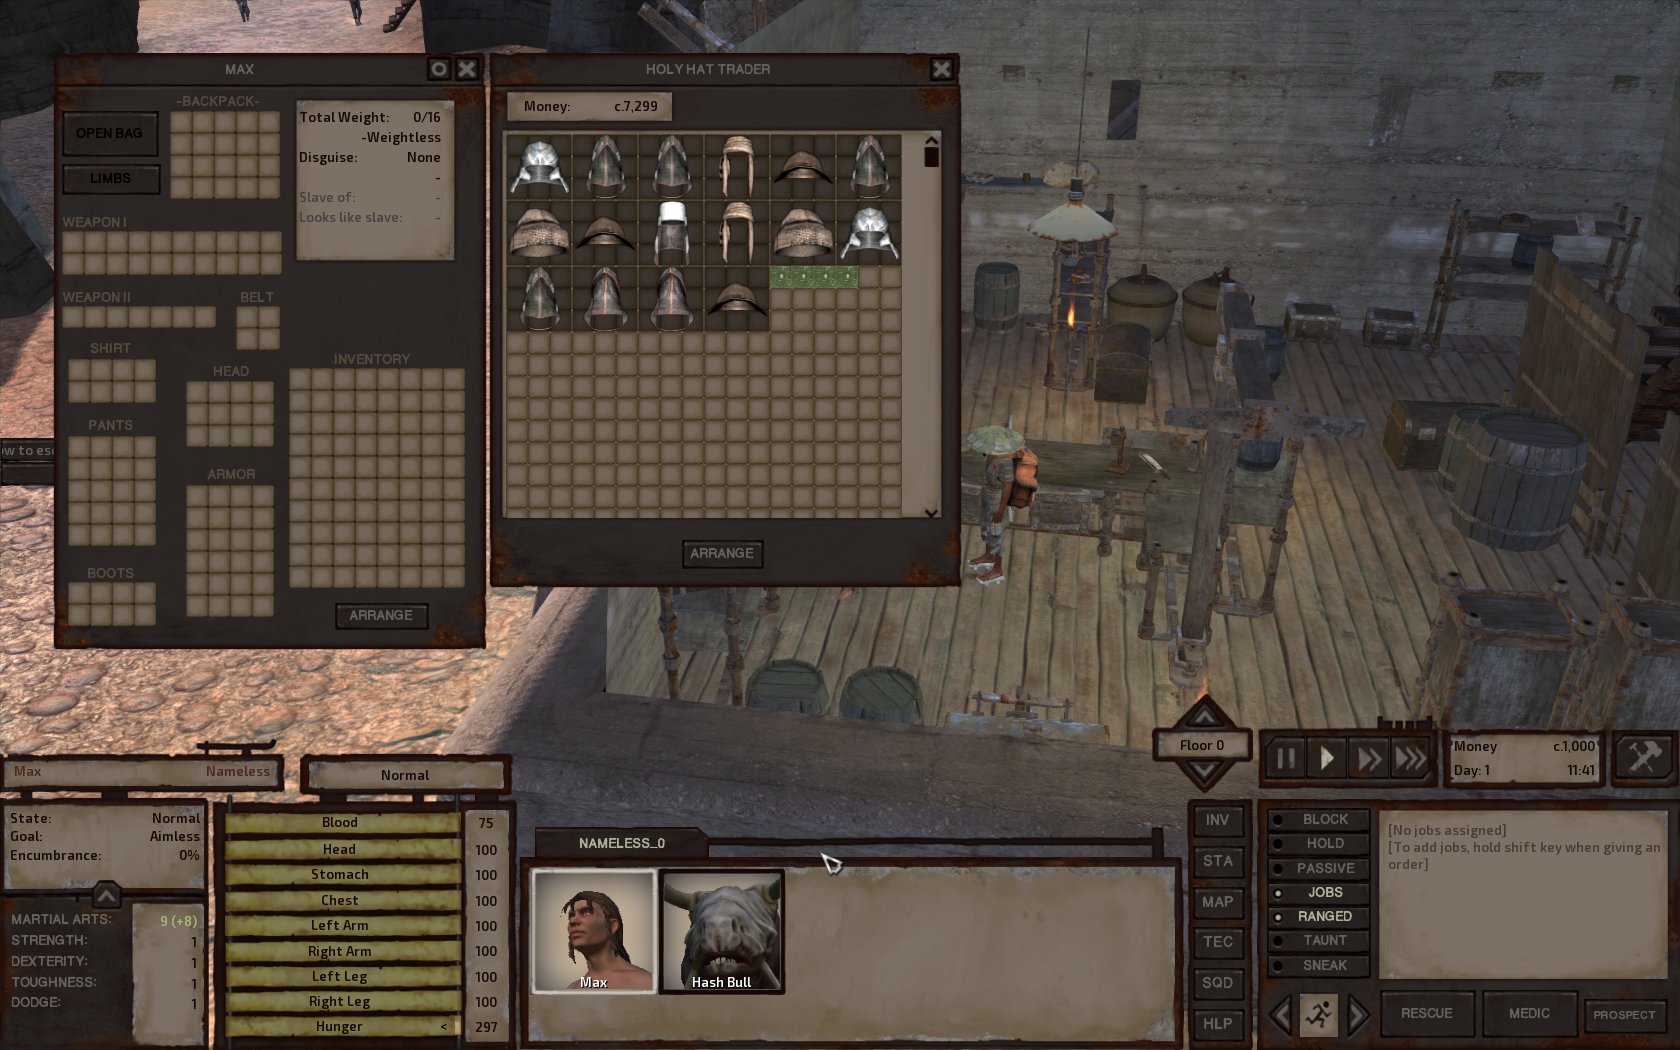 MAX
-BACKPACK-
OPEN BAG
LIMBS
Total Weight: 0/16
-Weightless
Disguise: None
-
Slave of: -
Looks like slave: -
WEAPON I
WEAPON II
BELT
SHIRT
HEAD
INVENTORY
PANTS
ARMOR
BOOTS
ARRANGE
HOLY HAT TRADER
Money: c.7,299
ARRANGE
ow to esc
Floor 0
Money c.1,000
Day: 1 11:41
Max Nameless
Normal
State: Normal
Goal: Aimless
Encumbrance: 0%
MARTIAL ARTS: 9 (+8)
STRENGTH: 1
DEXTERITY: 1
TOUGHNESS: 1
DODGE: 1
Blood 75
Head 100
Stomach 100
Chest 100
Left Arm 100
Right Arm 100
Left Leg 100
Right Leg 100
Hunger < 297
NAMELESS_0
Max
Hash Bull
INV
STA
MAP
TEC
SQD
HLP
BLOCK
HOLD
PASSIVE
JOBS
RANGED
TAUNT
SNEAK
[No jobs assigned]
[To add jobs, hold shift key when giving an
order]
RESCUE
MEDIC
PROSPECT